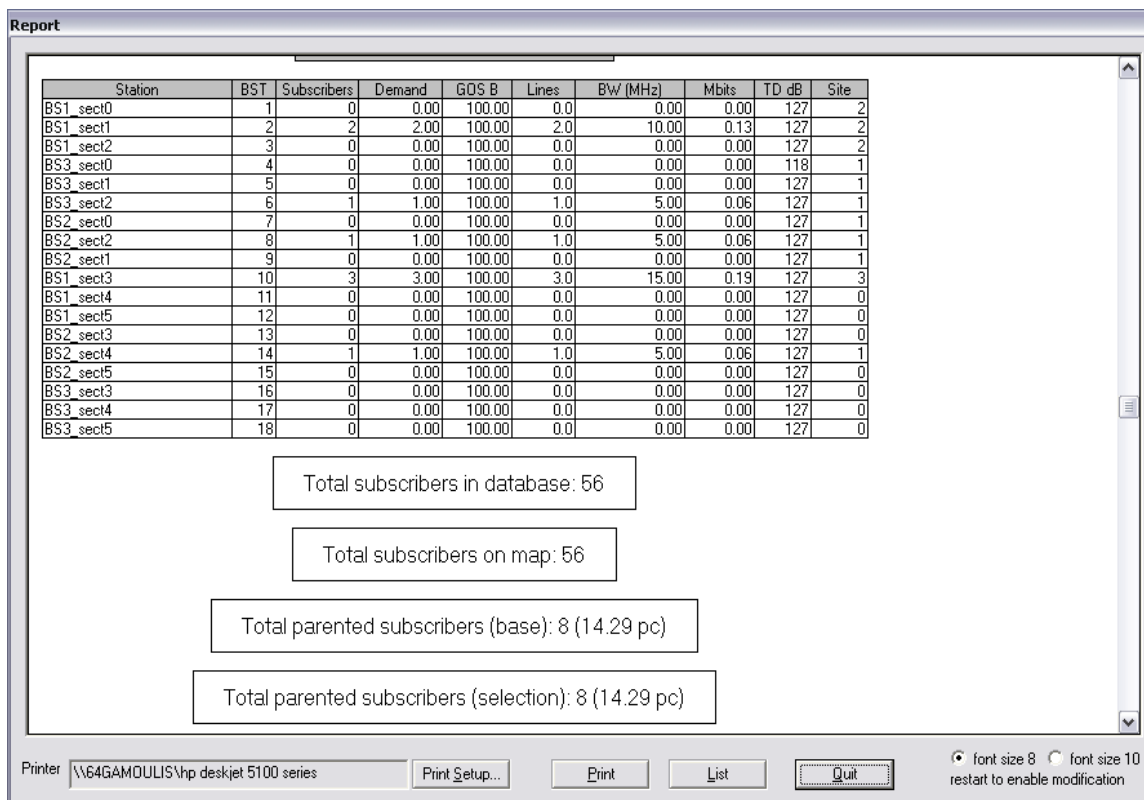 Report
Station BST Subscribers Demand GOS B Lines BW (MHz) Mbits TD dB Site
BS1_sect0 1 0 0.00 100.00 0.0 0.00 0.00 127 2
BS1_sect1 2 2 2.00 100.00 2.0 10.00 0.13 127 2
BS1_sect2 3 0 0.00 100.00 0.0 0.00 0.00 127 2
BS3_sect0 4 0 0.00 100.00 0.0 0.00 0.00 118 1
BS3_sect1 5 0 0.00 100.00 0.0 0.00 0.00 127 1
BS3_sect2 6 1 1.00 100.00 1.0 5.00 0.06 127 1
BS2_sect0 7 0 0.00 100.00 0.0 0.00 0.00 127 1
BS2_sect2 8 1 1.00 100.00 1.0 5.00 0.06 127 1
BS2_sect1 9 0 0.00 100.00 0.0 0.00 0.00 127 1
BS1_sect3 10 3 3.00 100.00 3.0 15.00 0.19 127 3
BS1_sect4 11 0 0.00 100.00 0.0 0.00 0.00 127 0
BS1_sect5 12 0 0.00 100.00 0.0 0.00 0.00 127 0
BS2_sect3 13 0 0.00 100.00 0.0 0.00 0.00 127 0
BS2_sect4 14 1 1.00 100.00 1.0 5.00 0.06 127 1
BS2_sect5 15 0 0.00 100.00 0.0 0.00 0.00 127 0
BS3_sect3 16 0 0.00 100.00 0.0 0.00 0.00 127 0
BS3_sect4 17 0 0.00 100.00 0.0 0.00 0.00 127 0
BS3_sect5 18 0 0.00 100.00 0.0 0.00 0.00 127 0
Total subscribers in database: 56
Total subscribers on map: 56
Total parented subscribers (base): 8 (14.29 pc)
Total parented subscribers (selection): 8 (14.29 pc)
Printer \\64GAMOULIS\hp deskjet 5100 series Print Setup... Print List Quit font size 8 font size 10
restart to enable modification